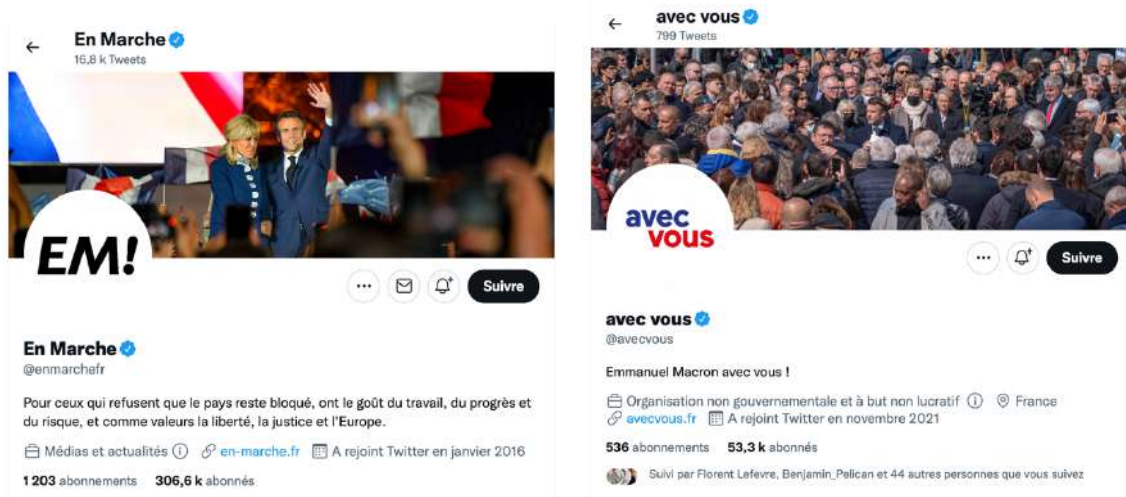 En Marche
16,8 k Tweets
EM!
Suivre
En Marche
@enmarchefr
Pour ceux qui refusent que le pays reste bloqué, ont le goût du travail, du progrès et
du risque, et comme valeurs la liberté, la justice et l'Europe.
Médias et actualités en-marche.fr A rejoint Twitter en janvier 2016
1 203 abonnements 306,6 k abonnés
avec vous
799 Tweets
avec
vous
Suivre
avec vous
@avecvous
Emmanuel Macron avec vous !
Organisation non gouvernementale et à but non lucratif France
avecvous.fr A rejoint Twitter en novembre 2021
536 abonnements 53,3 k abonnés
Suivi par Florent Lefevre, Benjamin_Pelican et 44 autres personnes que vous suivez